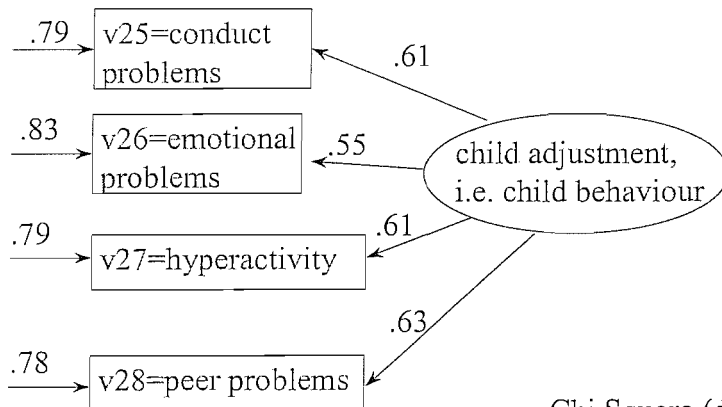 .79
v25=conduct
problems
.61
.83
v26=emotional
problems
.55
child adjustment,
i.e. child behaviour
.79
v27=hyperactivity
.61
.63
.78
v28=peer problems